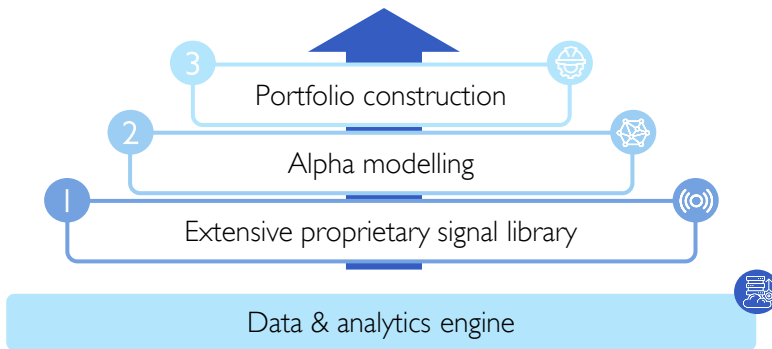 3
Portfolio construction
2
Alpha modelling
1
Extensive proprietary signal library
Data & analytics engine